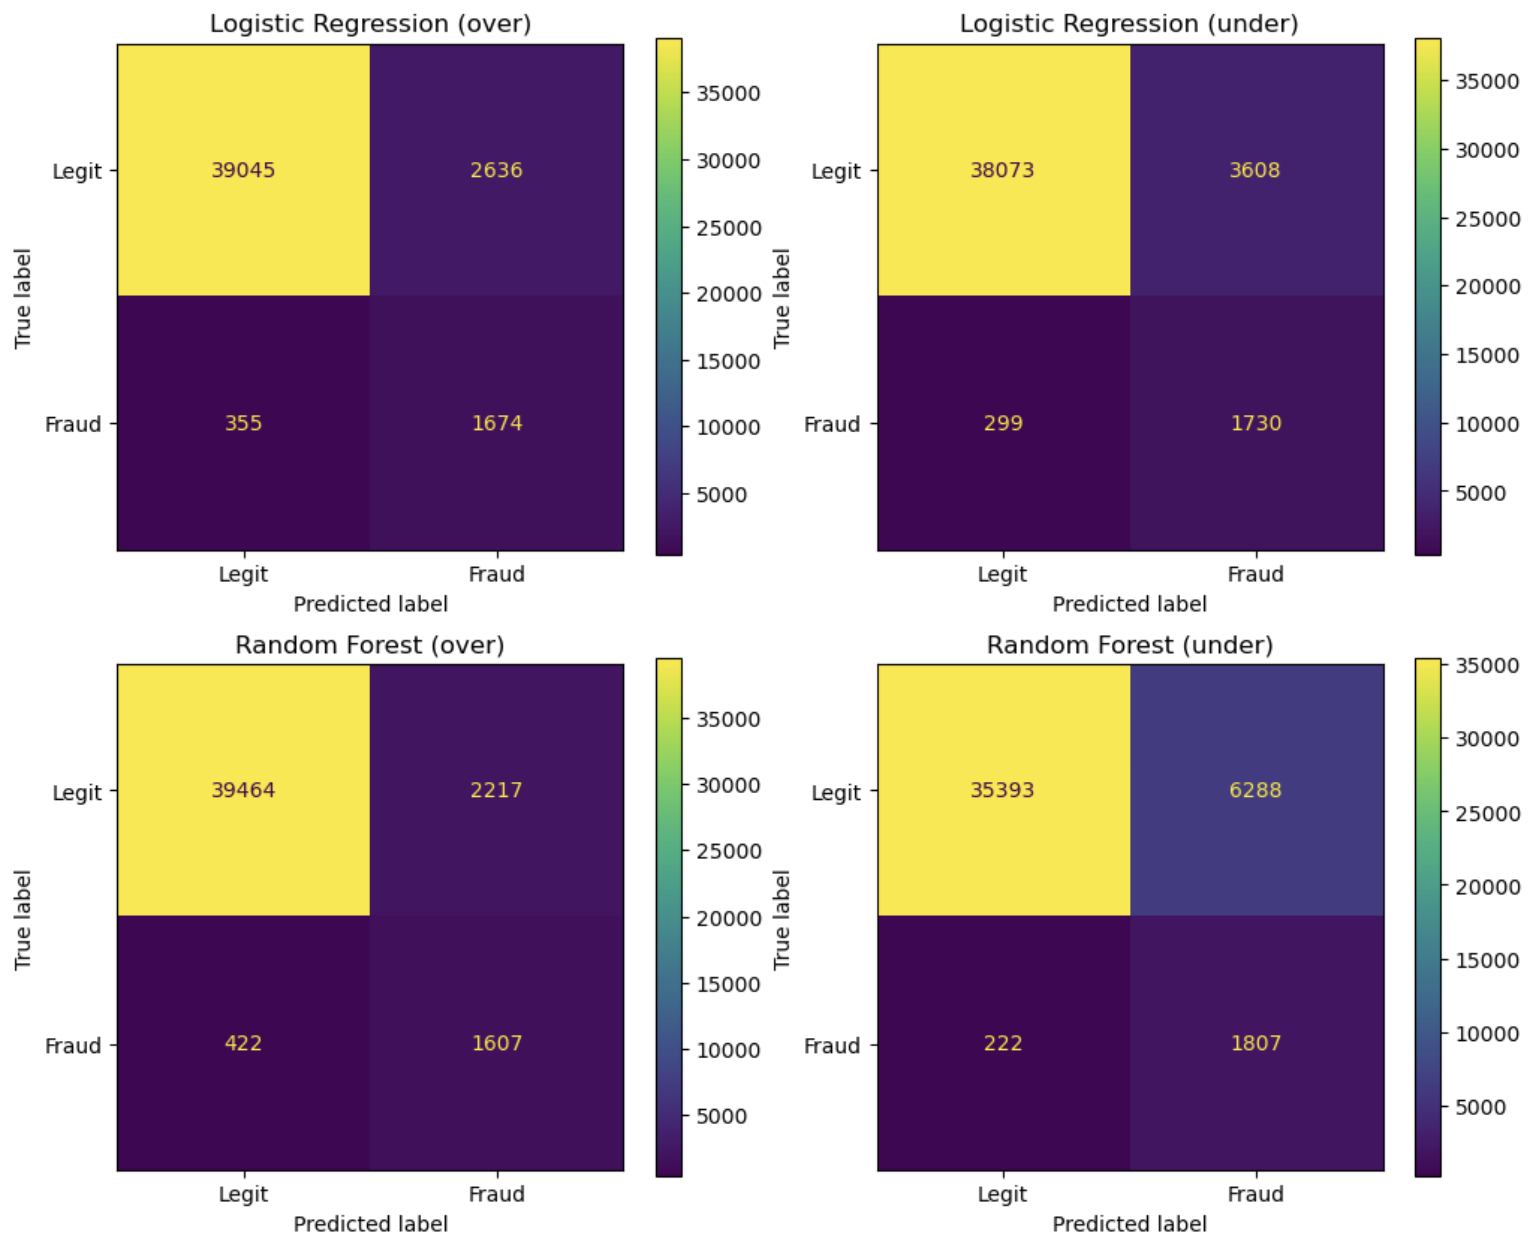 Logistic Regression (over)
Legit
39045
2636
Fraud
355
1674
True label
Legit
Fraud
Predicted label
35000
30000
25000
20000
15000
10000
5000
Logistic Regression (under)
Legit
38073
3608
Fraud
299
1730
True label
Legit
Fraud
Predicted label
35000
30000
25000
20000
15000
10000
5000
Random Forest (over)
Legit
39464
2217
Fraud
422
1607
True label
Legit
Fraud
Predicted label
35000
30000
25000
20000
15000
10000
5000
Random Forest (under)
Legit
35393
6288
Fraud
222
1807
True label
Legit
Fraud
Predicted label
35000
30000
25000
20000
15000
10000
5000